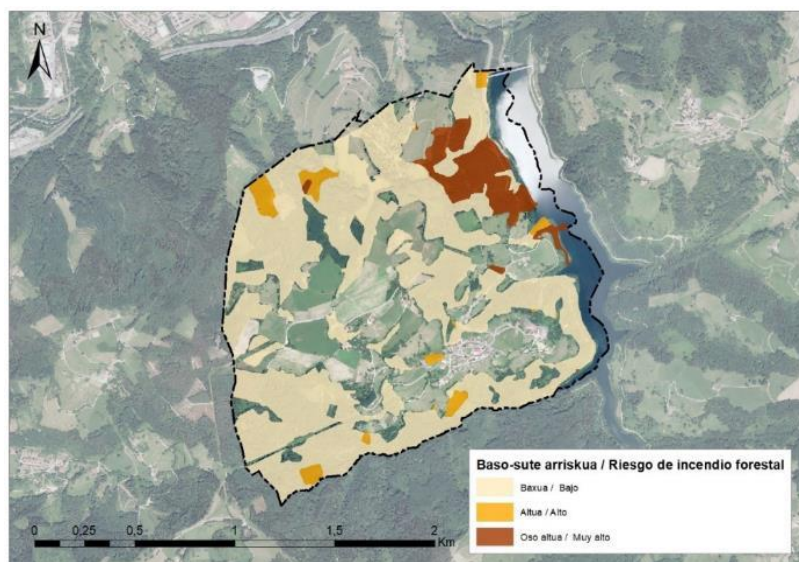 N
Baso-sute arriskua / Riesgo de incendio forestal
Baxua / Bajo
Altua / Alto
Oso altua / Muy alto
0 0,25 0,5 1 1,5 2
Km